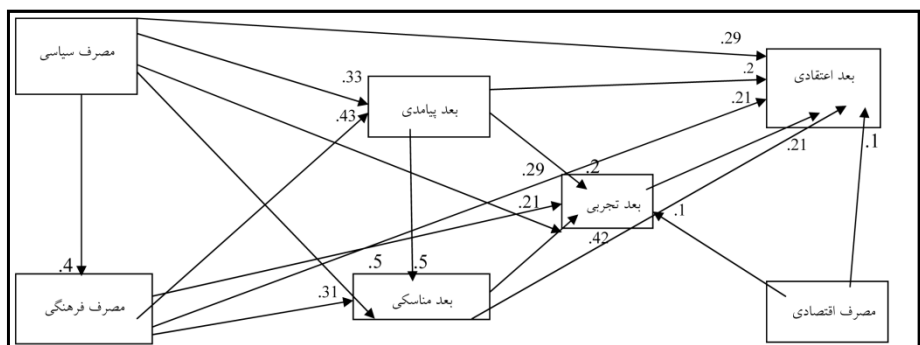 مصرف سیاسی
.29
بعد اعتقادی
.2
.33
.21
بعد پیامدی
.43
.21
.1
.29
.2
.21
بعد تجربی
.1
.42
.4
.5
.5
مصرف فرهنگی
.31
بعد مناسکی
مصرف اقتصادی